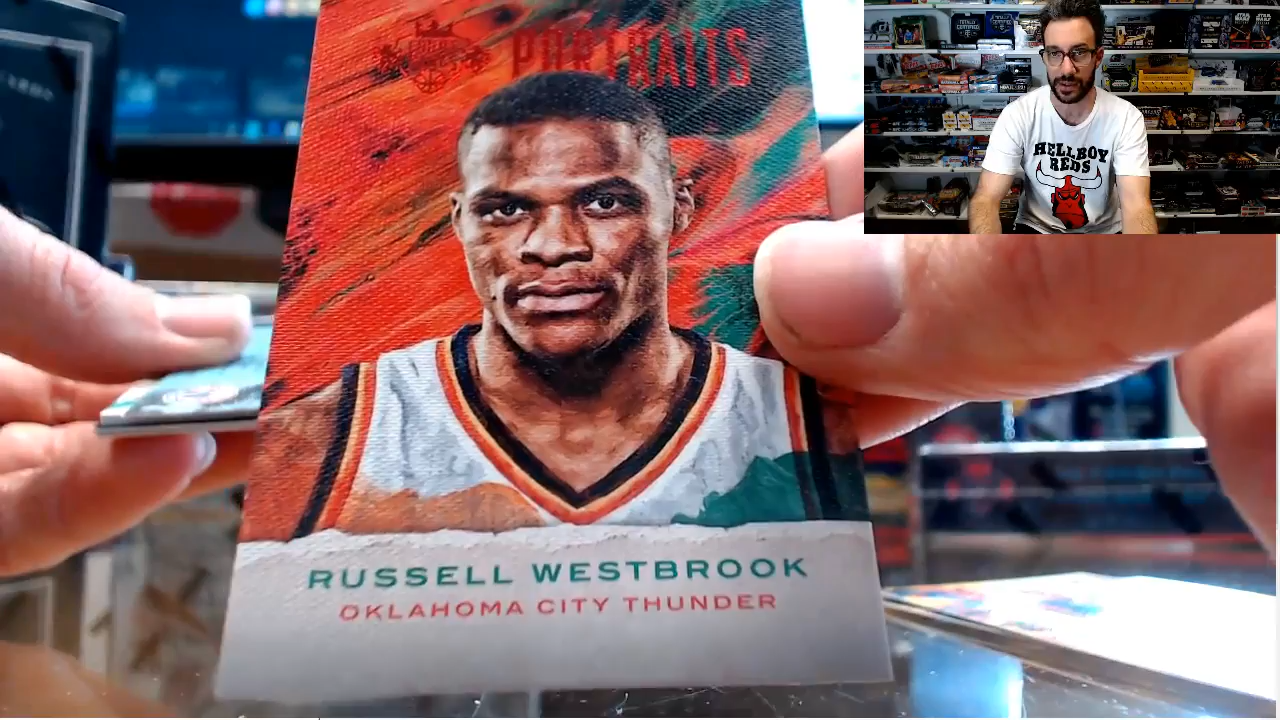 PORTRAITS
HELLBOY
REDS
RUSSELL WESTBROOK
OKLAHOMA CITY THUNDER